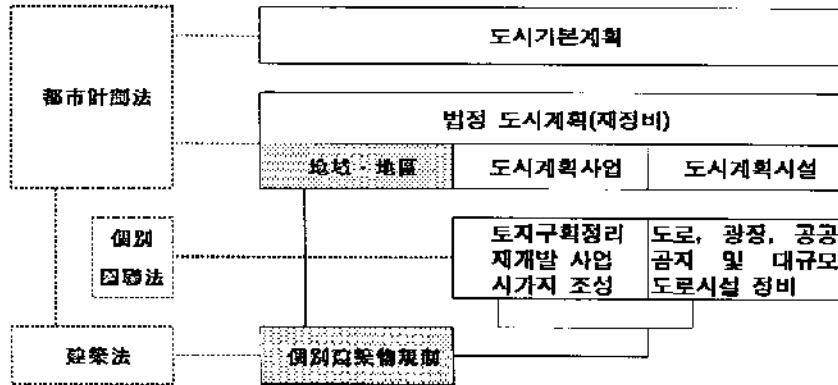 도시기본계획
都市計劃法
법정 도시계획(재정비)
地域·地區 도시계획사업 도시계획시설
個別
關聯法
토지구획정리 도로, 광장, 공공
재개발 사업 공지 및 대규모
시가지 조성 도로시설 정비
建築法 個別建築物規制